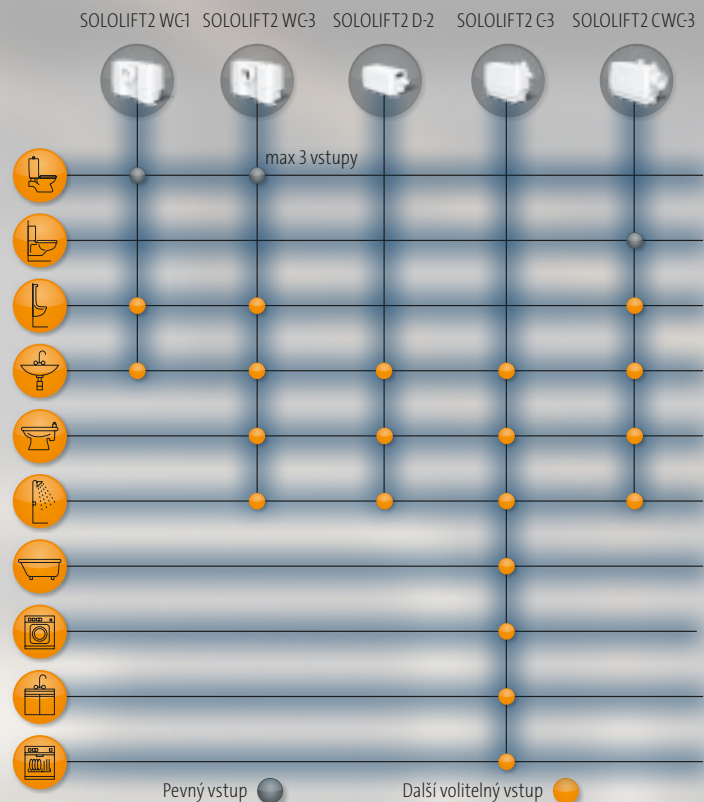 SOLOLIFT2 WC-1 SOLOLIFT2 WC-3 SOLOLIFT2 D-2 SOLOLIFT2 C-3 SOLOLIFT2 CWC-3
max 3 vstupy
Pevný vstup Další volitelný vstup